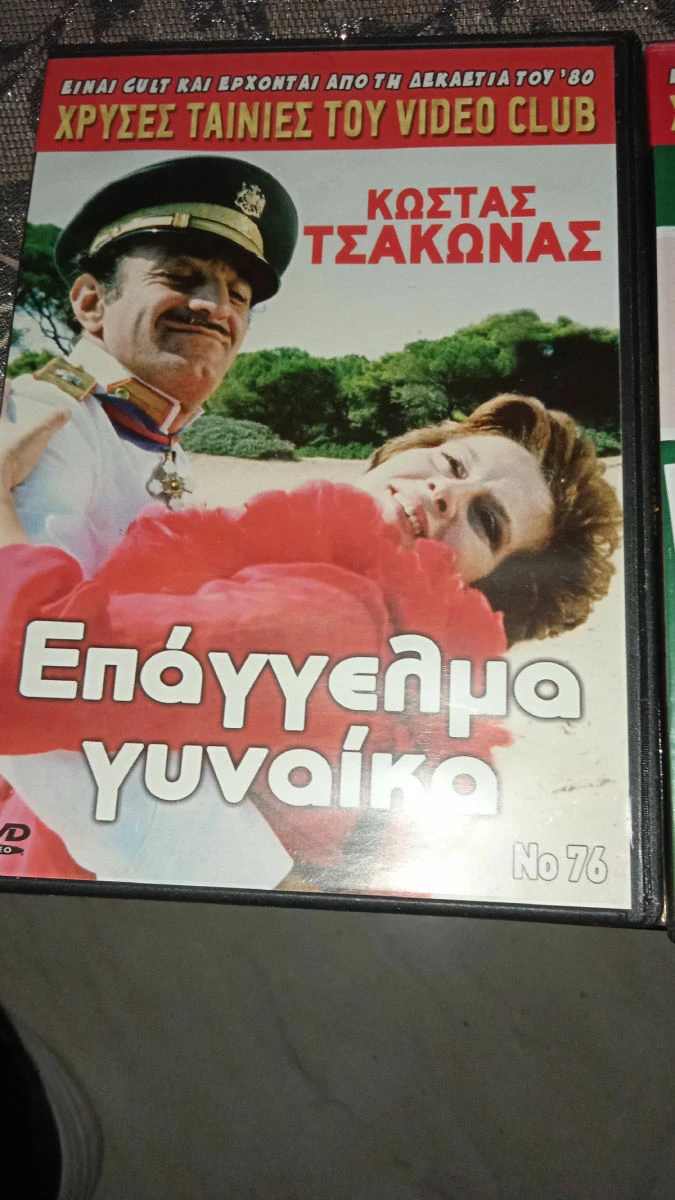 ΕΙΝΑΙ CULT ΚΑΙ ΕΡΧΟΝΤΑΙ ΑΠΟ ΤΗ ΔΕΚΑΕΤΙΑ ΤΟΥ '80
ΧΡΥΣΕΣ ΤΑΙΝΙΕΣ ΤΟΥ VIDEO CLUB
ΚΩΣΤΑΣ
ΤΣΑΚΩΝΑΣ
Επάγγελμα
γυναίκα
No 76